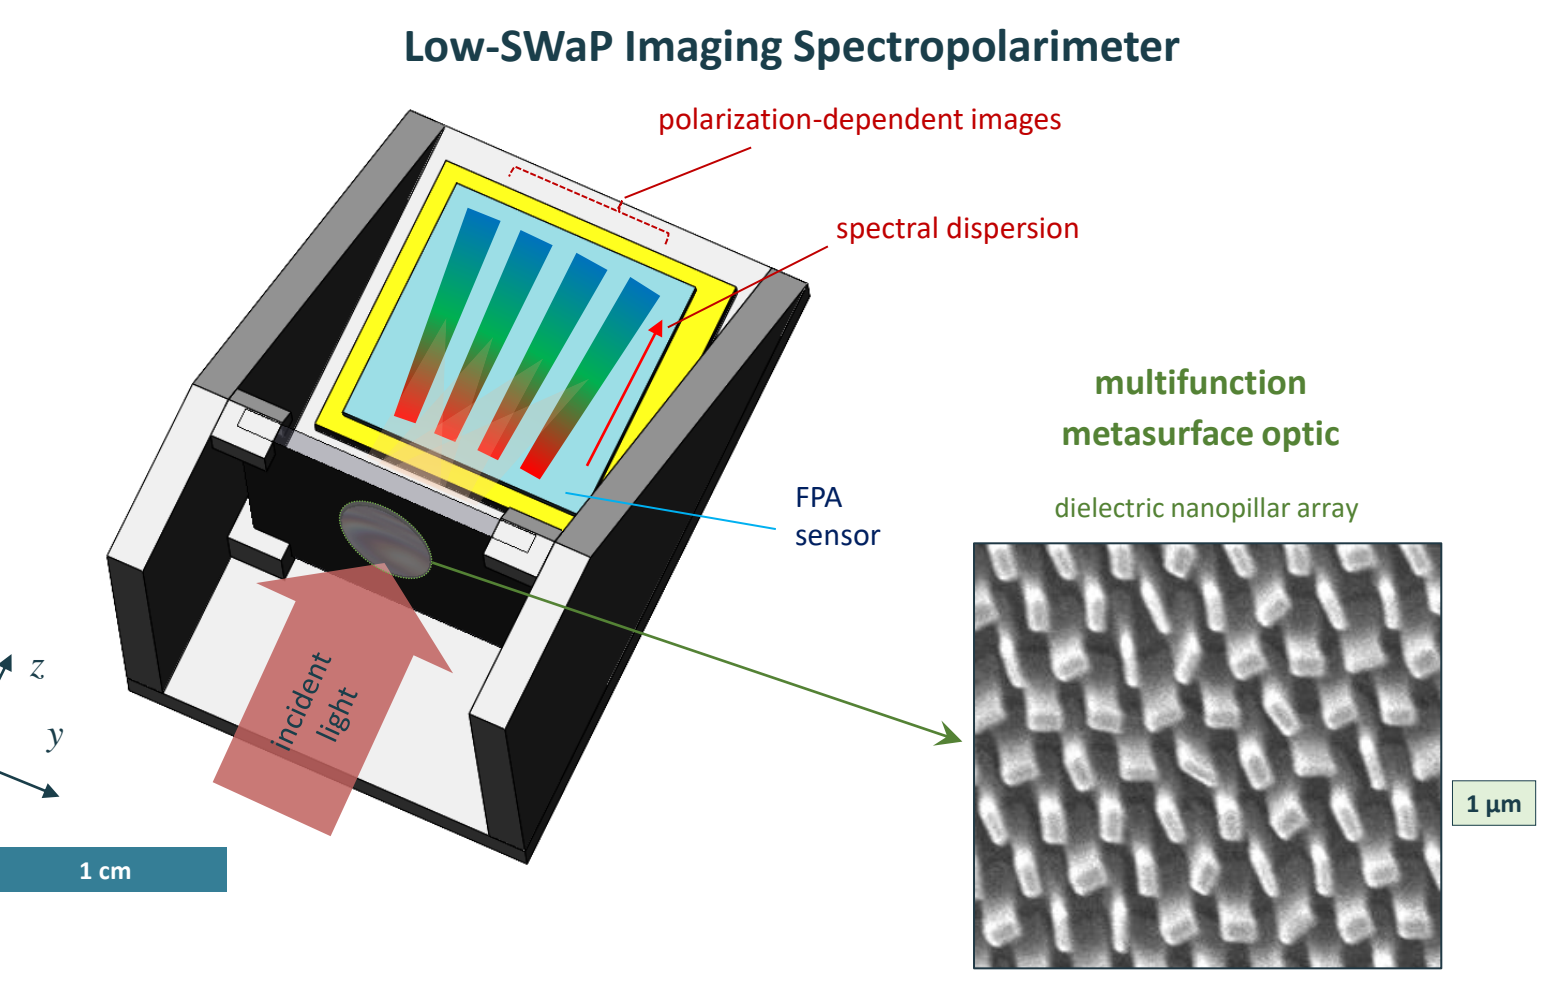 Low-SWaP Imaging Spectropolarimeter
polarization-dependent images
spectral dispersion
multifunction
metasurface optic
dielectric nanopillar array
FPA
sensor
incident
light
z
y
1 cm
1 µm